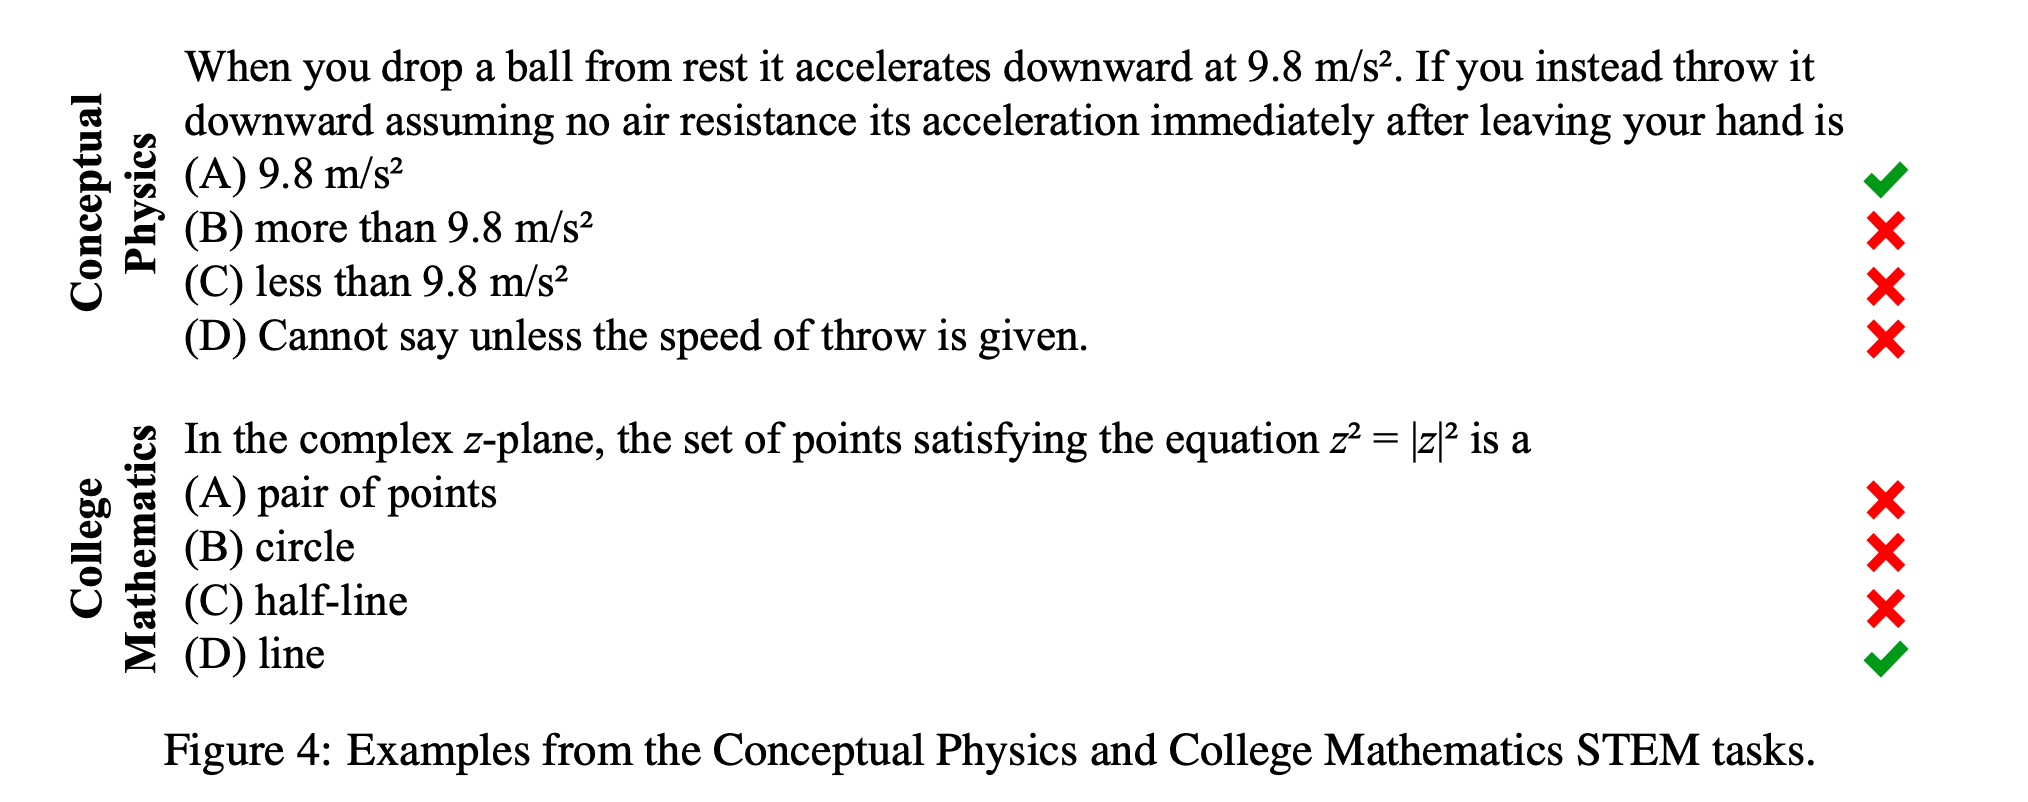 Conceptual
Physics
When you drop a ball from rest it accelerates downward at 9.8 m/s². If you instead throw it
downward assuming no air resistance its acceleration immediately after leaving your hand is
(A) 9.8 m/s²
(B) more than 9.8 m/s²
(C) less than 9.8 m/s²
(D) Cannot say unless the speed of throw is given.
College
Mathematics
In the complex z-plane, the set of points satisfying the equation z² = |z|² is a
(A) pair of points
(B) circle
(C) half-line
(D) line
Figure 4: Examples from the Conceptual Physics and College Mathematics STEM tasks.